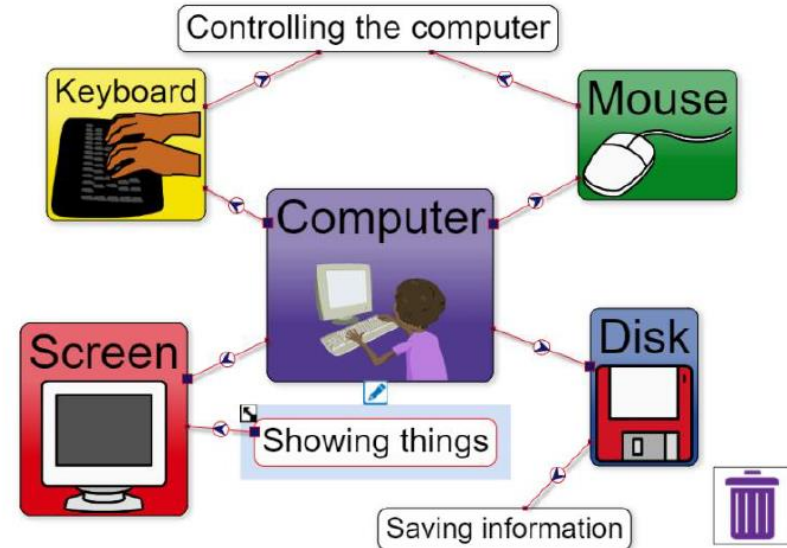 Controlling the computer
Keyboard
Mouse
Computer
Screen
Disk
Showing things
Saving information